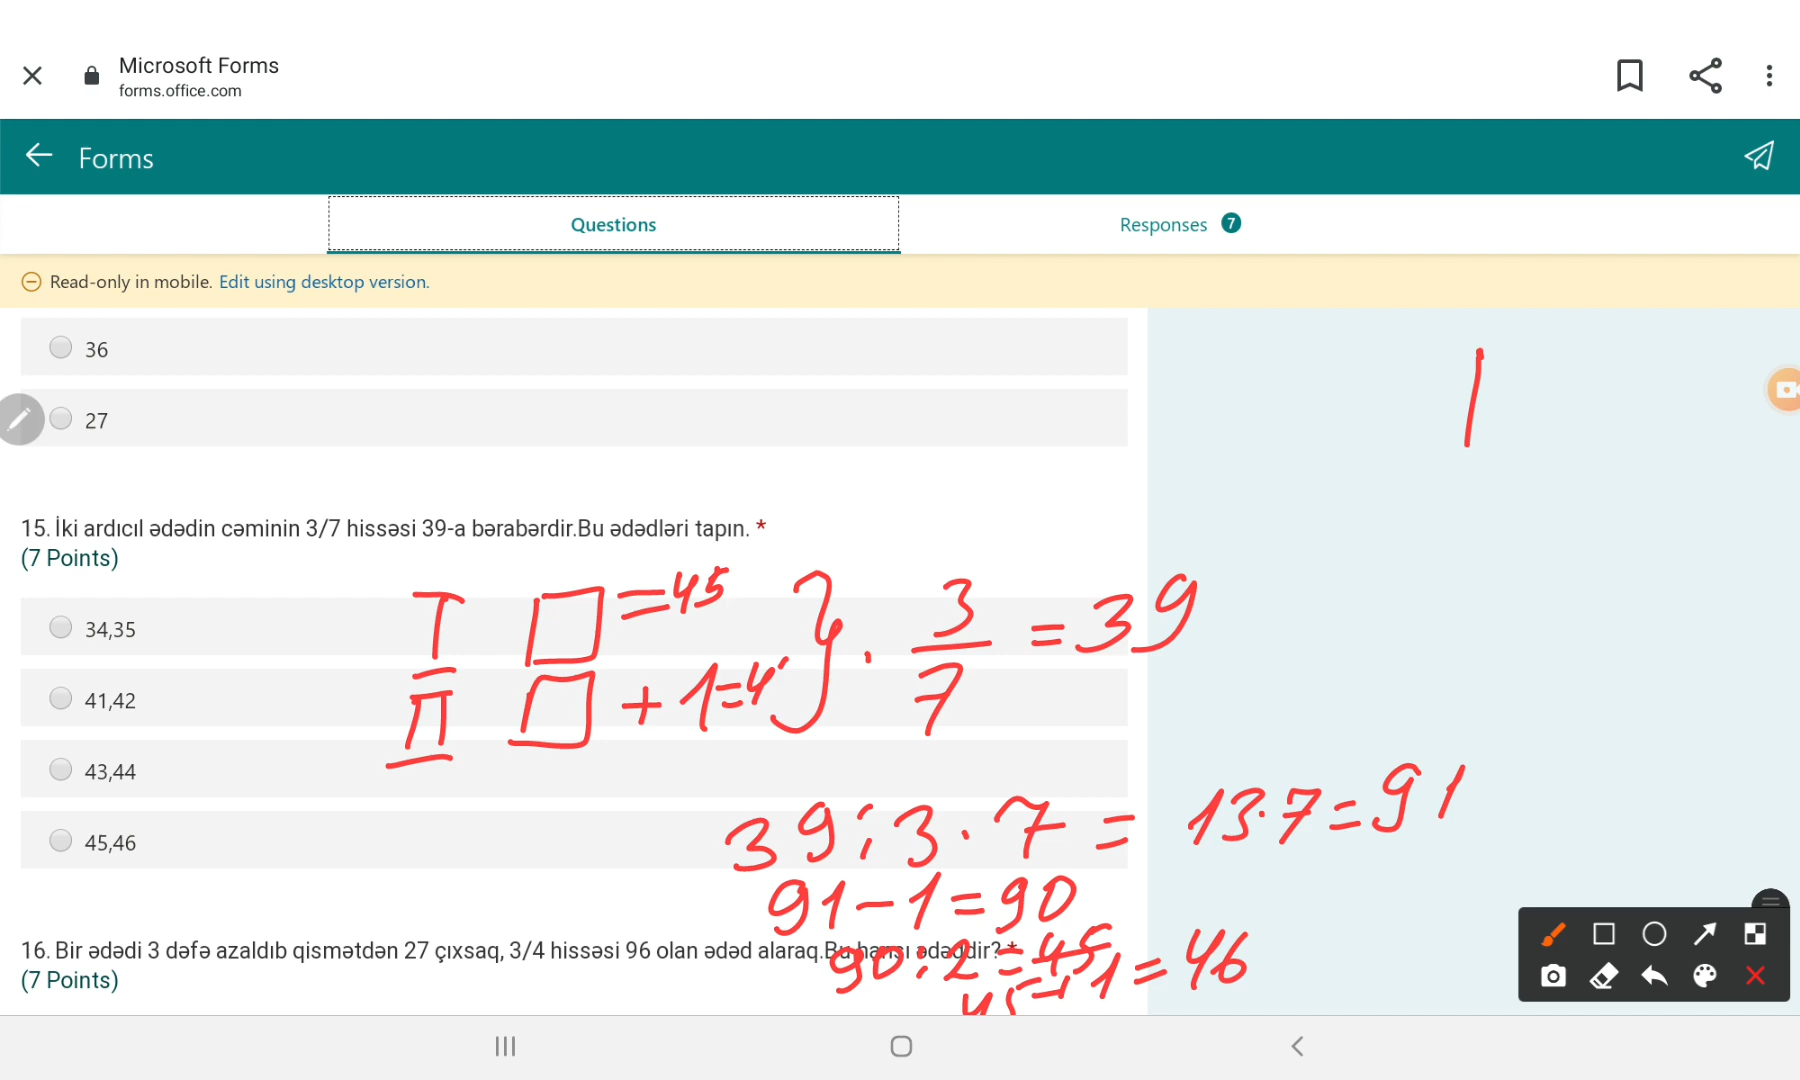 Microsoft Forms
forms.office.com
Forms
Questions
Responses 7
Read-only in mobile. Edit using desktop version.
36
27
15. İki ardıcıl ədədin cəminin 3/7 hissəsi 39-a bərabərdir.Bu ədədləri tapın. *
(7 Points)
34,35
41,42
43,44
45,46
I □ = 45
II □ + 1 = 4
} · 3/7 = 39
39 : 3 · 7 = 13·7 = 91
91 - 1 = 90
16. Bir ədədi 3 dəfə azaldıb qismətdən 27 çıxsaq, 3/4 hissəsi 96 olan ədəd alaraq.Bu hansı ədəddir? *
(7 Points)
90 : 2 = 45
45 + 1 = 46